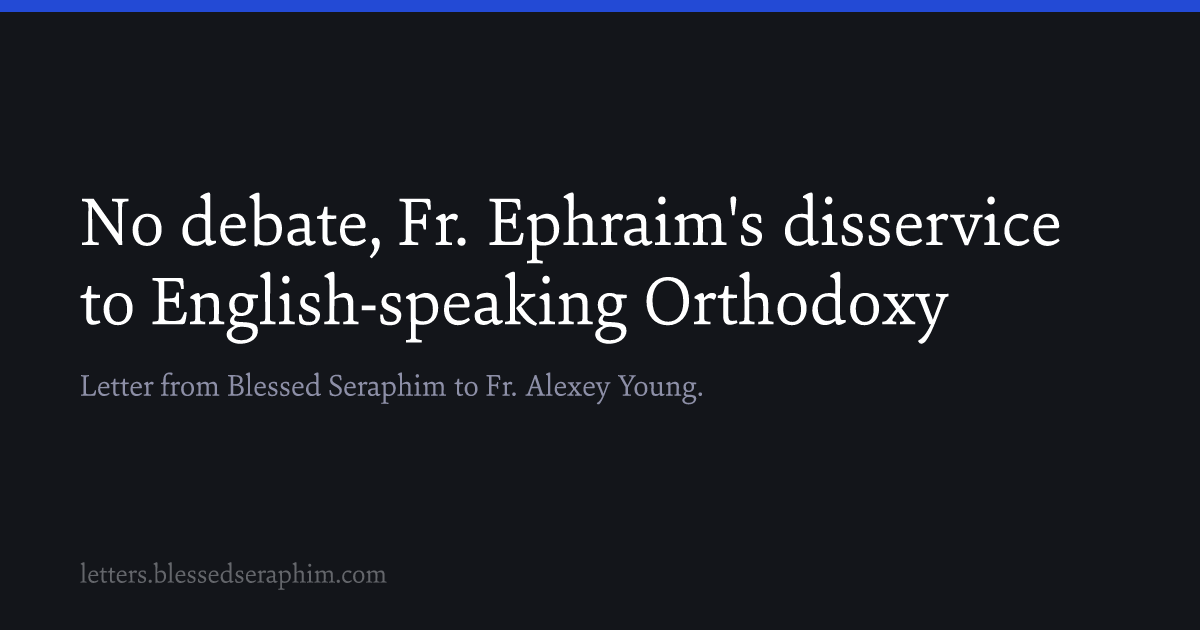 No debate, Fr. Ephraim's disservice
to English-speaking Orthodoxy
Letter from Blessed Seraphim to Fr. Alexey Young.
letters.blessedseraphim.com